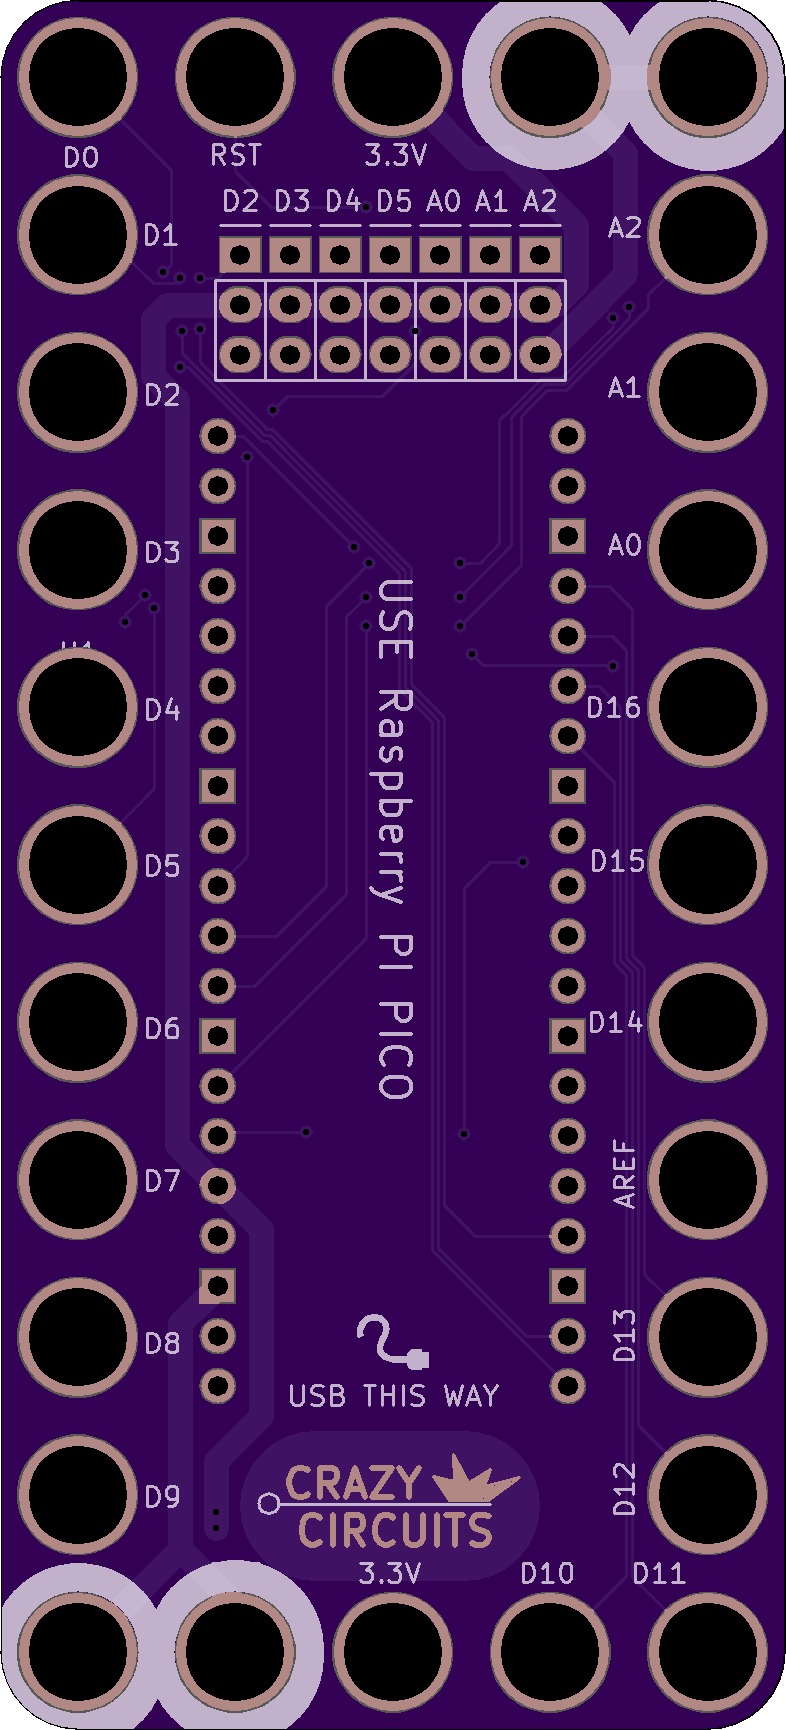 D0 RST 3.3V
D2 D3 D4 D5 A0 A1 A2
D1
A2
D2
A1
D3
A0
D4
D16
USE Raspberry PI PICO
D5
D15
D6
D14
D7
AREF
D8
D13
USB THIS WAY
D9
D12
CRAZY
CIRCUITS
3.3V D10 D11